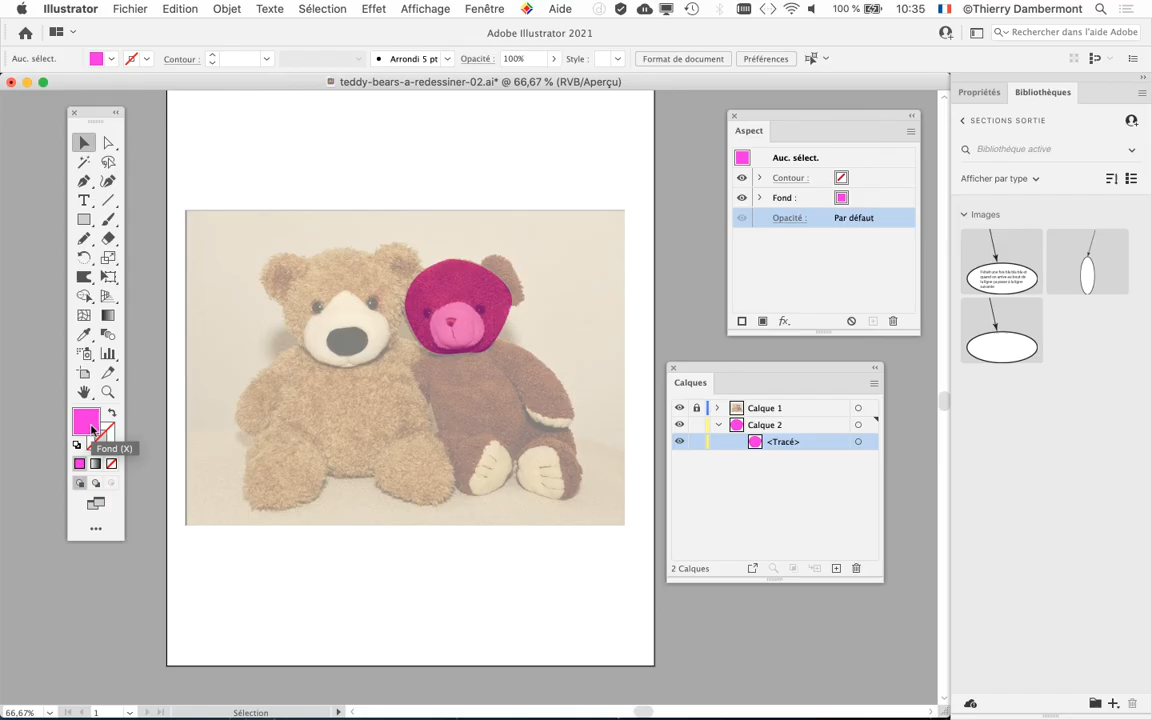 Illustrator Fichier Edition Objet Texte Sélection Effet Affichage Fenêtre Aide 100 % 10:35 ©Thierry Dambermont
Adobe Illustrator 2021 Rechercher dans l'aide Adobe
Auc. sélect. Contour : Arrondi 5 pt Opacité : 100% Style : Format de document Préférences
teddy-bears-a-redessiner-02.ai* @ 66,67 % (RVB/Aperçu)
Propriétés Bibliothèques
SECTIONS SORTIE
Bibliothèque active
Afficher par type
Images
Aspect
Auc. sélect.
Contour :
Fond :
Opacité : Par défaut
fx.
Calques
Calque 1
Calque 2
<Tracé>
2 Calques
T
Fond (X)
66,67% 1 Sélection